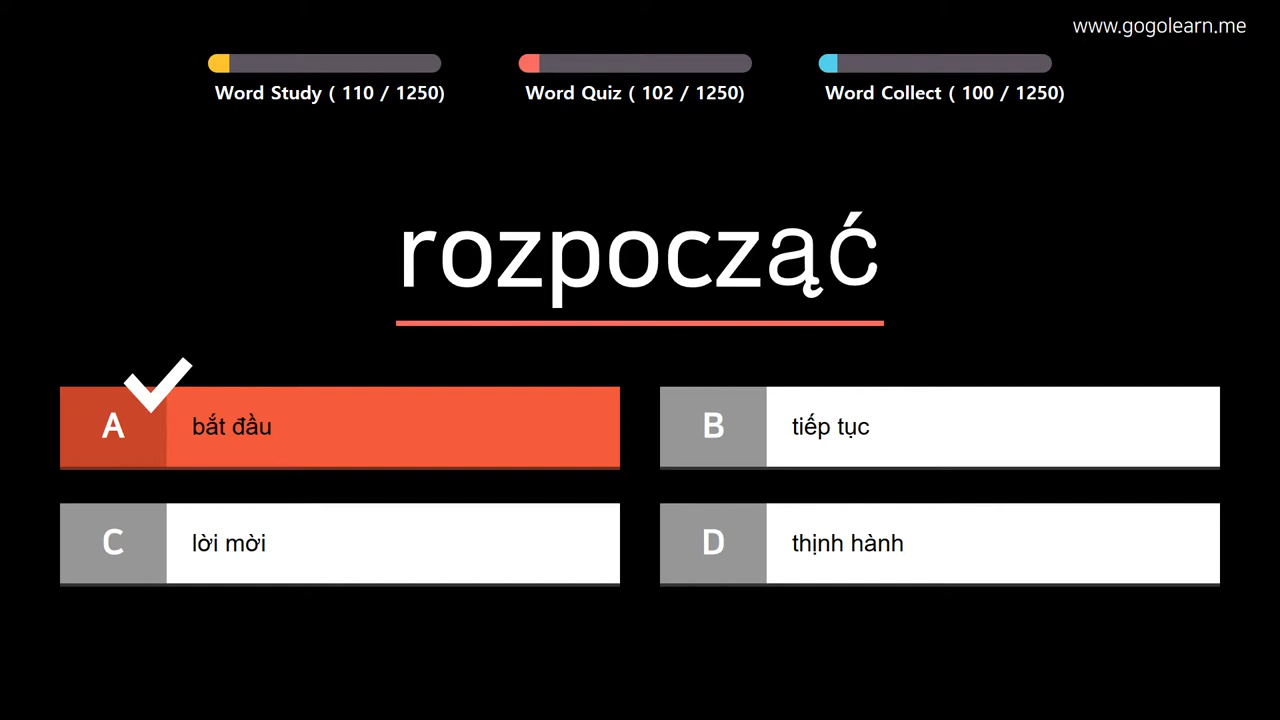 www.gogolearn.me
Word Study ( 110 / 1250)
Word Quiz ( 102 / 1250)
Word Collect ( 100 / 1250)
rozpocząć
A bắt đầu
B tiếp tục
C lời mời
D thịnh hành